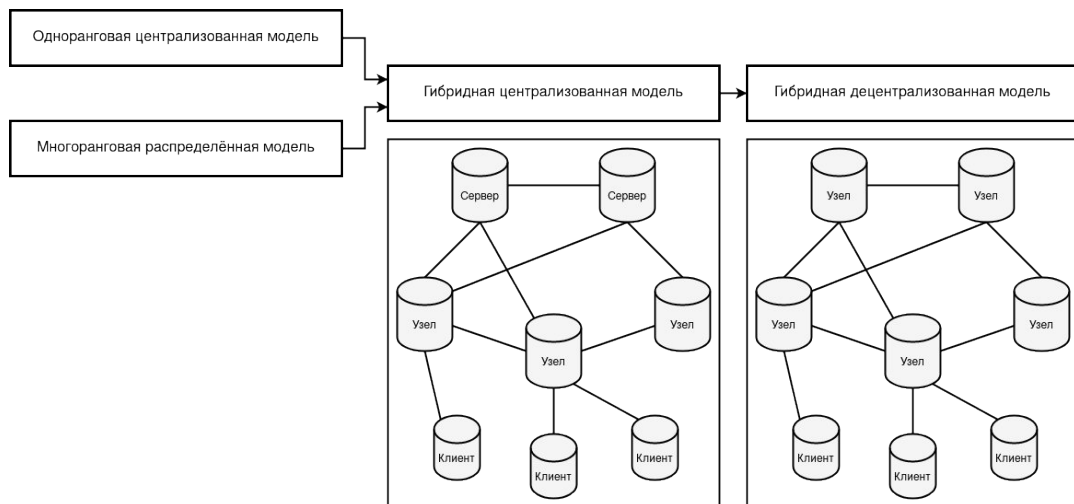 Одноранговая централизованная модель
Многоранговая распределённая модель
Гибридная централизованная модель
Гибридная децентрализованная модель
Сервер
Сервер
Узел
Узел
Узел
Клиент
Клиент
Клиент
Узел
Узел
Узел
Узел
Узел
Клиент
Клиент
Клиент